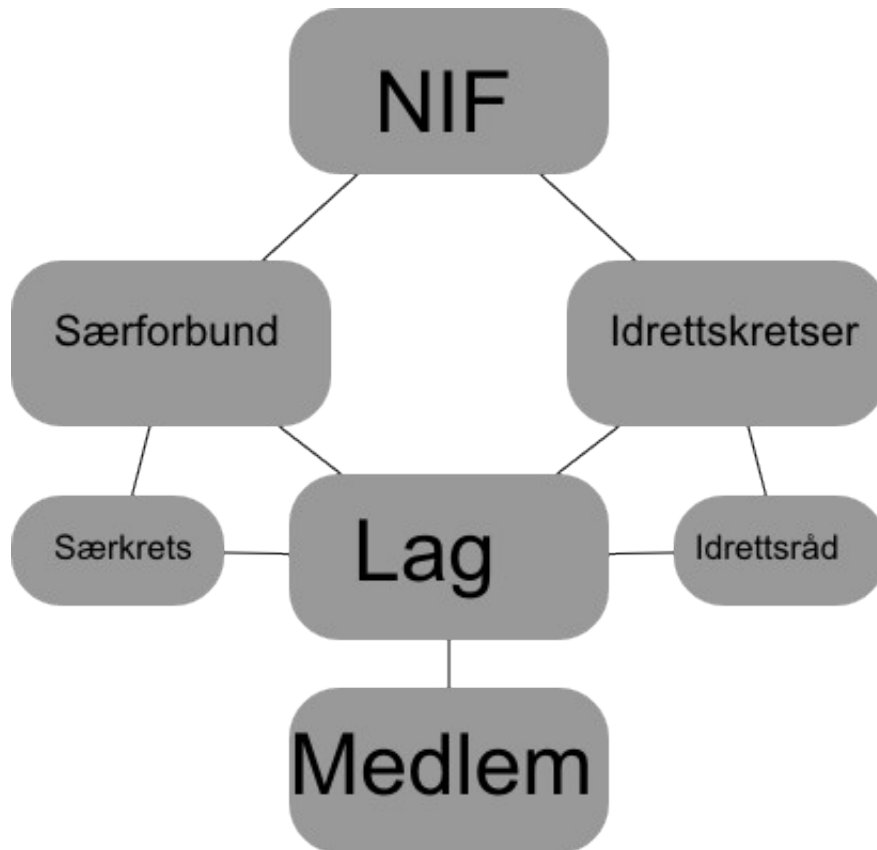 NIF
Særforbund
Idrettskretser
Særkrets
Lag
Idrettsråd
Medlem